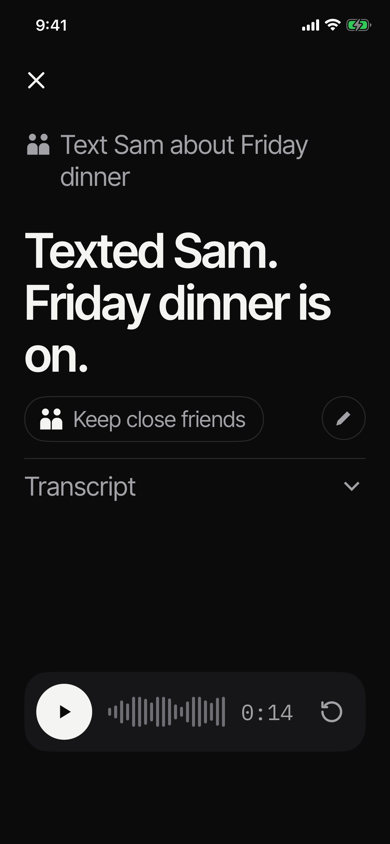 9:41
Text Sam about Friday
dinner
Texted Sam.
Friday dinner is
on.
Keep close friends
Transcript
0:14